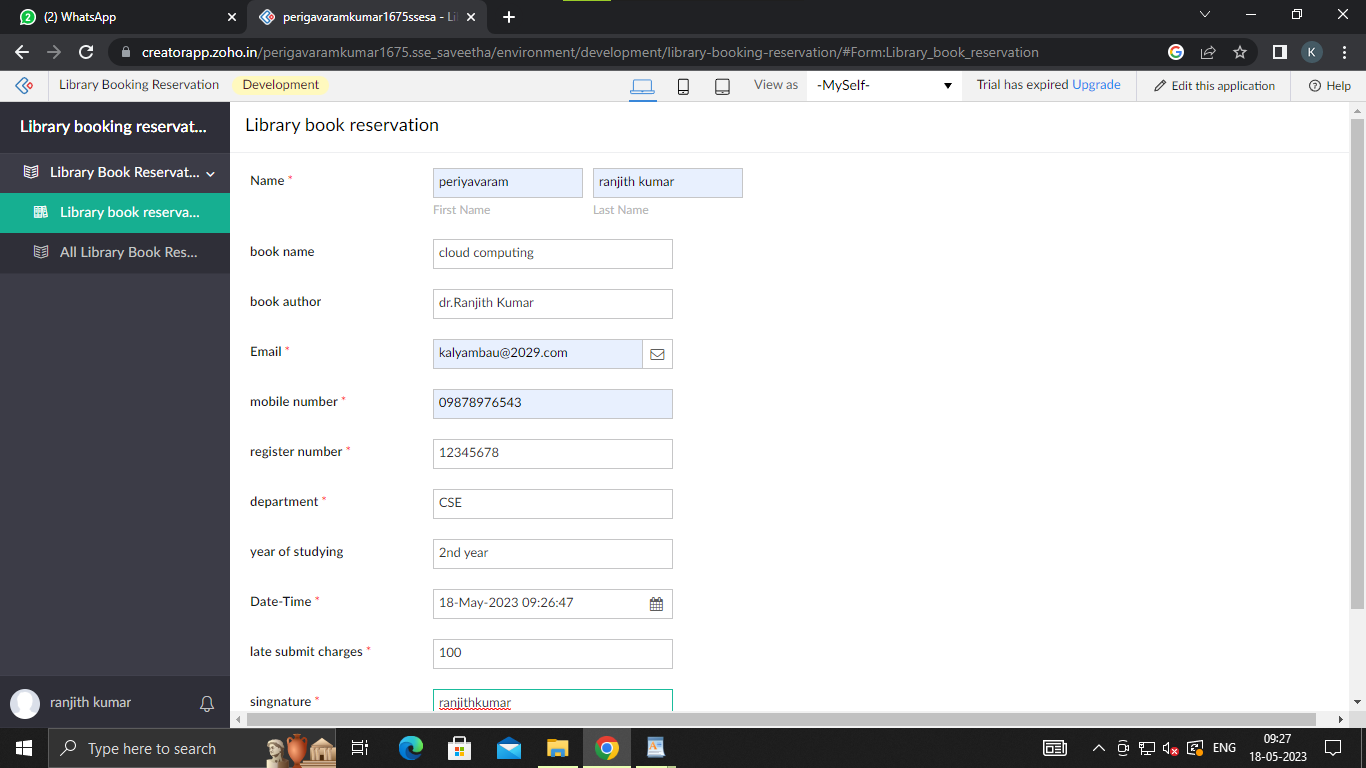 (2) WhatsApp
perigavaramkumar1675ssesa - Li
creatorapp.zoho.in/perigavaramkumar1675.sse_saveetha/environment/development/library-booking-reservation/#Form:Library_book_reservation
K
Library Booking Reservation
Development
View as
-MySelf-
Trial has expired Upgrade
Edit this application
Help
Library booking reservat...
Library Book Reservat...
Library book reserva...
All Library Book Res...
ranjith kumar
Library book reservation
Name *
periyavaram
ranjith kumar
First Name
Last Name
book name
cloud computing
book author
dr.Ranjith Kumar
Email *
kalyambau@2029.com
mobile number *
09878976543
register number *
12345678
department *
CSE
year of studying
2nd year
Date-Time *
18-May-2023 09:26:47
late submit charges *
100
singnature *
ranjithkumar
Type here to search
ENG
09:27
18-05-2023